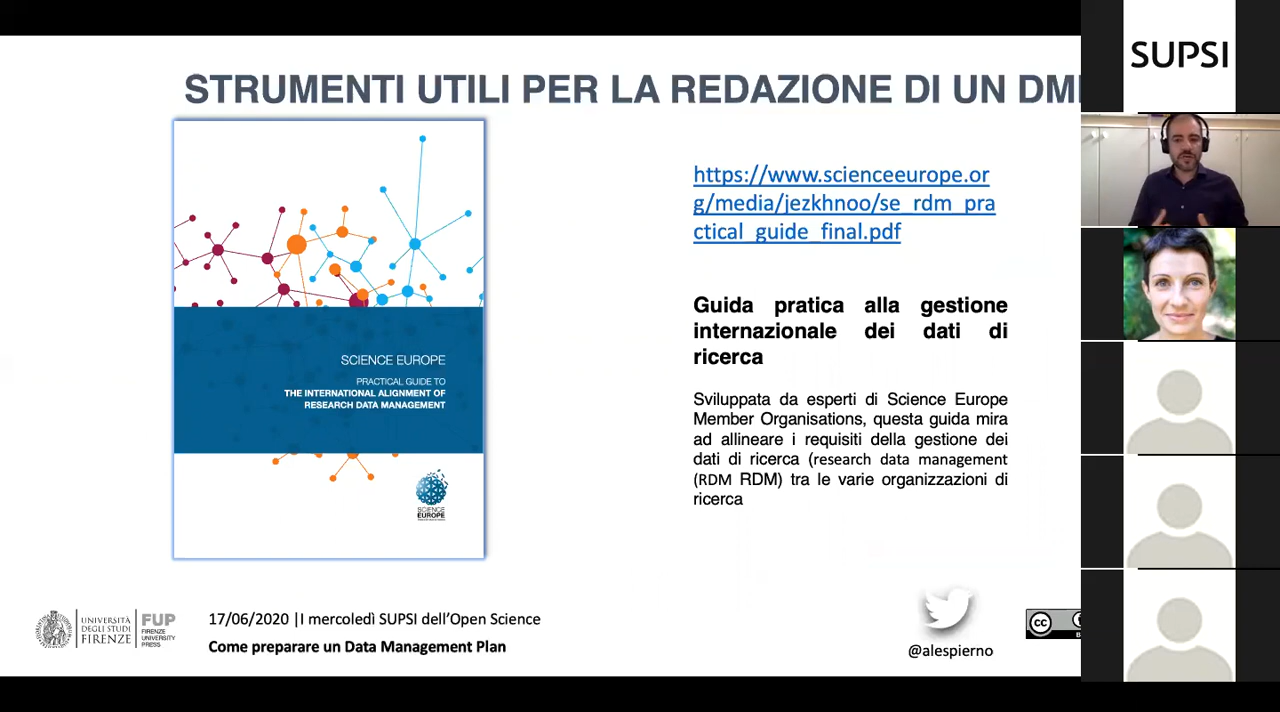 STRUMENTI UTILI PER LA REDAZIONE DI UN
SUPSI
https://www.scienceeurope.or
g/media/jezkhnoo/se_rdm_pra
ctical_guide_final.pdf
Guida pratica alla gestione
internazionale dei dati di
ricerca
Sviluppata da esperti di Science Europe
Member Organisations, questa guida mira
ad allineare i requisiti della gestione dei
dati di ricerca (research data management
(RDM RDM) tra le varie organizzazioni di
ricerca
SCIENCE EUROPE
PRACTICAL GUIDE TO
THE INTERNATIONAL ALIGNMENT OF
RESEARCH DATA MANAGEMENT
SCIENCE
EUROPE
UNIVERSITÀ
DEGLI STUDI
FIRENZE
FUP
FIRENZE
UNIVERSITY
PRESS
17/06/2020 |I mercoledì SUPSI dell’Open Science
Come preparare un Data Management Plan
@alespierno
cc